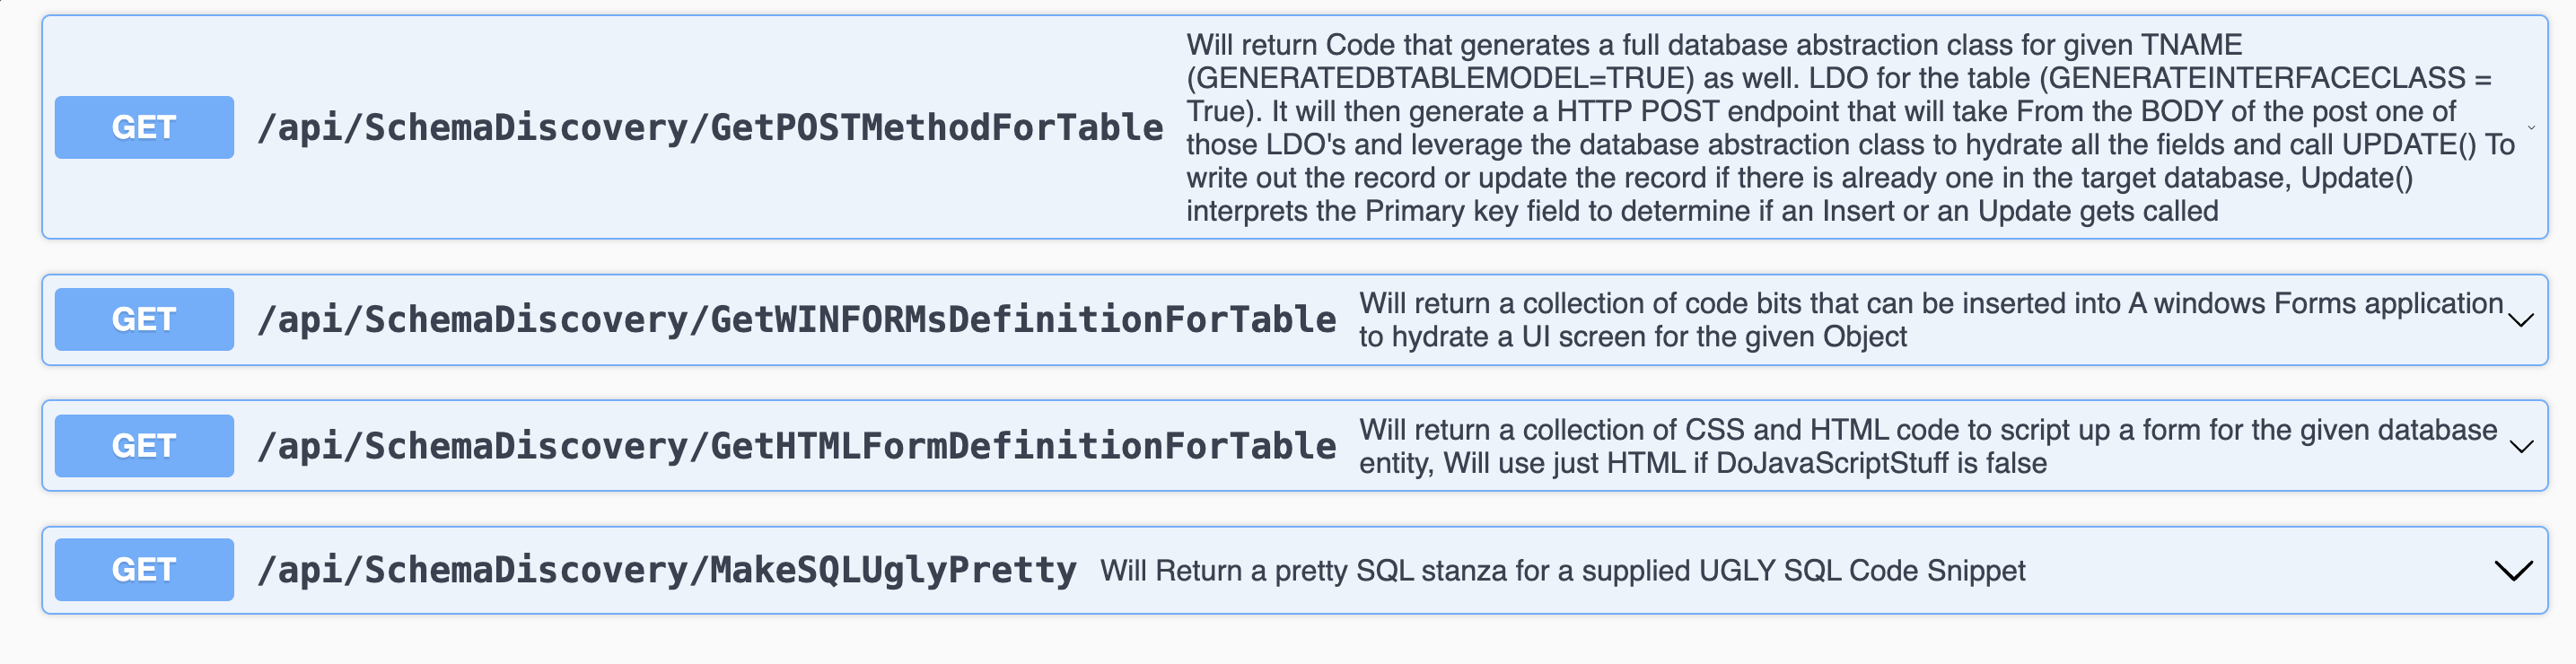 GET
/api/SchemaDiscovery/GetPOSTMethodForTable
Will return Code that generates a full database abstraction class for given TNAME
(GENERATEDBTABLEMODEL=TRUE) as well. LDO for the table (GENERATEINTERFACECLASS =
True). It will then generate a HTTP POST endpoint that will take From the BODY of the post one of
those LDO's and leverage the database abstraction class to hydrate all the fields and call UPDATE() To
write out the record or update the record if there is already one in the target database, Update()
interprets the Primary key field to determine if an Insert or an Update gets called
GET
/api/SchemaDiscovery/GetWINFORMsDefinitionForTable
Will return a collection of code bits that can be inserted into A windows Forms application
to hydrate a UI screen for the given Object
GET
/api/SchemaDiscovery/GetHTMLFormDefinitionForTable
Will return a collection of CSS and HTML code to script up a form for the given database
entity, Will use just HTML if DoJavaScriptStuff is false
GET
/api/SchemaDiscovery/MakeSQLUglyPretty
Will Return a pretty SQL stanza for a supplied UGLY SQL Code Snippet